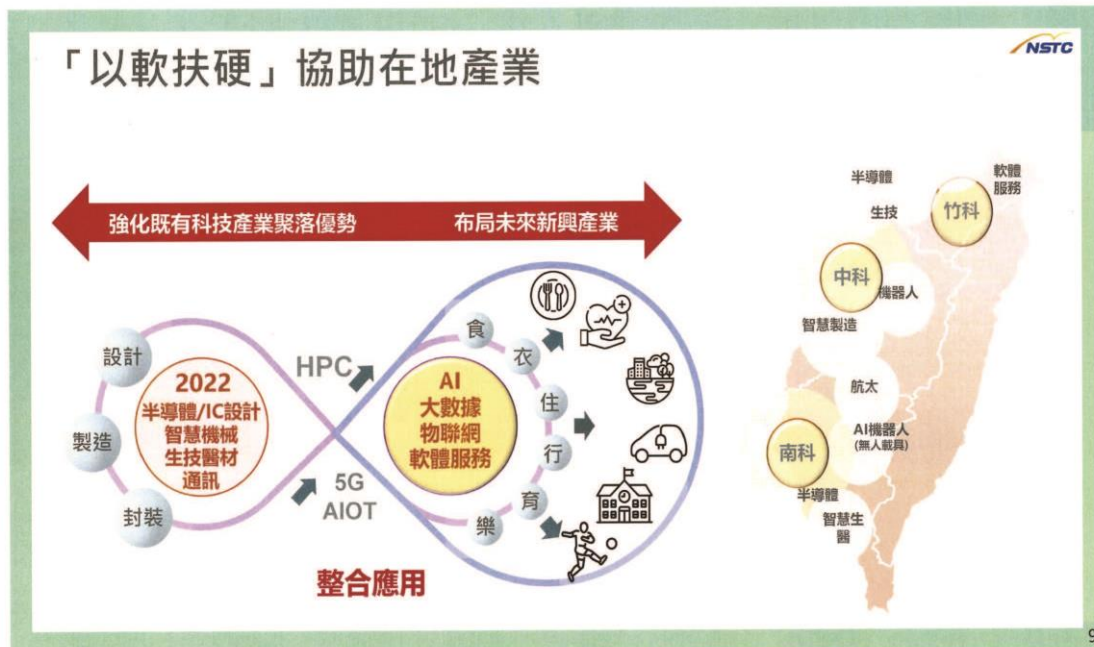 「以軟扶硬」協助在地產業
NSTC
強化既有科技產業聚落優勢
布局未來新興產業
設計
製造
封裝
2022
半導體/IC設計
智慧機械
生技醫材
通訊
HPC
5G
AIOT
AI
大數據
物聯網
軟體服務
食
衣
住
行
育
樂
整合應用
半導體
軟體
服務
生技
竹科
中科
機器人
智慧製造
航太
AI機器人
(無人載具)
南科
半導體
智慧生
醫
9